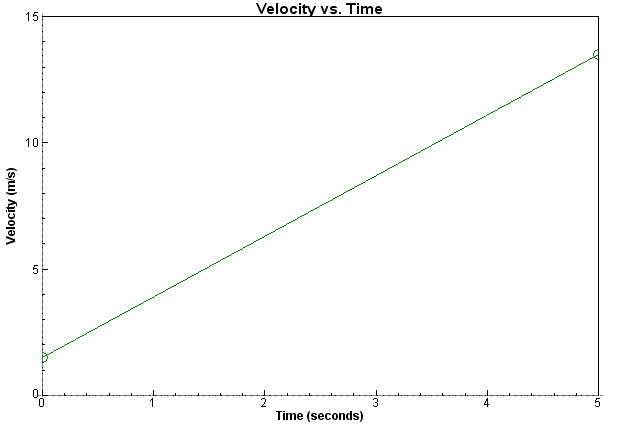 Velocity vs. Time
15
10
5
0
Velocity (m/s)
0 1 2 3 4 5
Time (seconds)